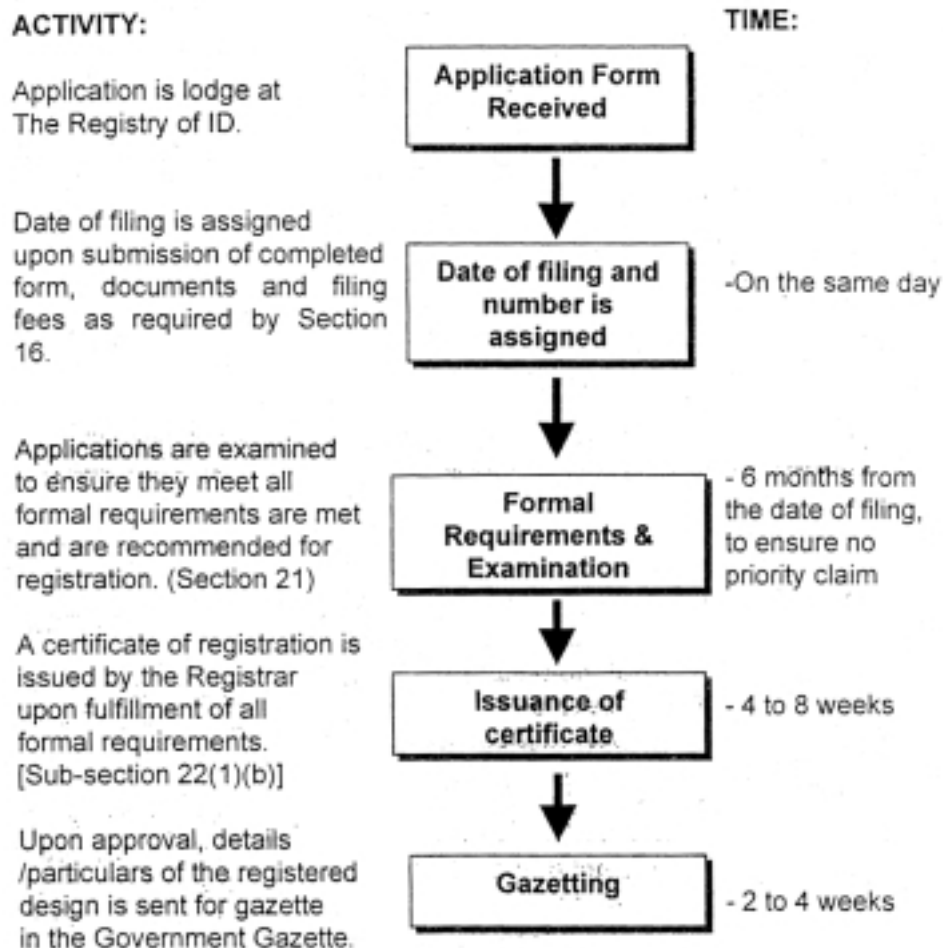 ACTIVITY:
TIME:
Application is lodge at
The Registry of ID.
Application Form
Received
Date of filing is assigned
upon submission of completed
form, documents and filing
fees as required by Section
16.
Date of filing and
number is
assigned
-On the same day
Applications are examined
to ensure they meet all
formal requirements are met
and are recommended for
registration. (Section 21)
Formal
Requirements &
Examination
- 6 months from
the date of filing,
to ensure no
priority claim
A certificate of registration is
issued by the Registrar
upon fulfillment of all
formal requirements.
[Sub-section 22(1)(b)]
Issuance of
certificate
- 4 to 8 weeks
Upon approval, details
/particulars of the registered
design is sent for gazette
in the Government Gazette.
Gazetting
- 2 to 4 weeks